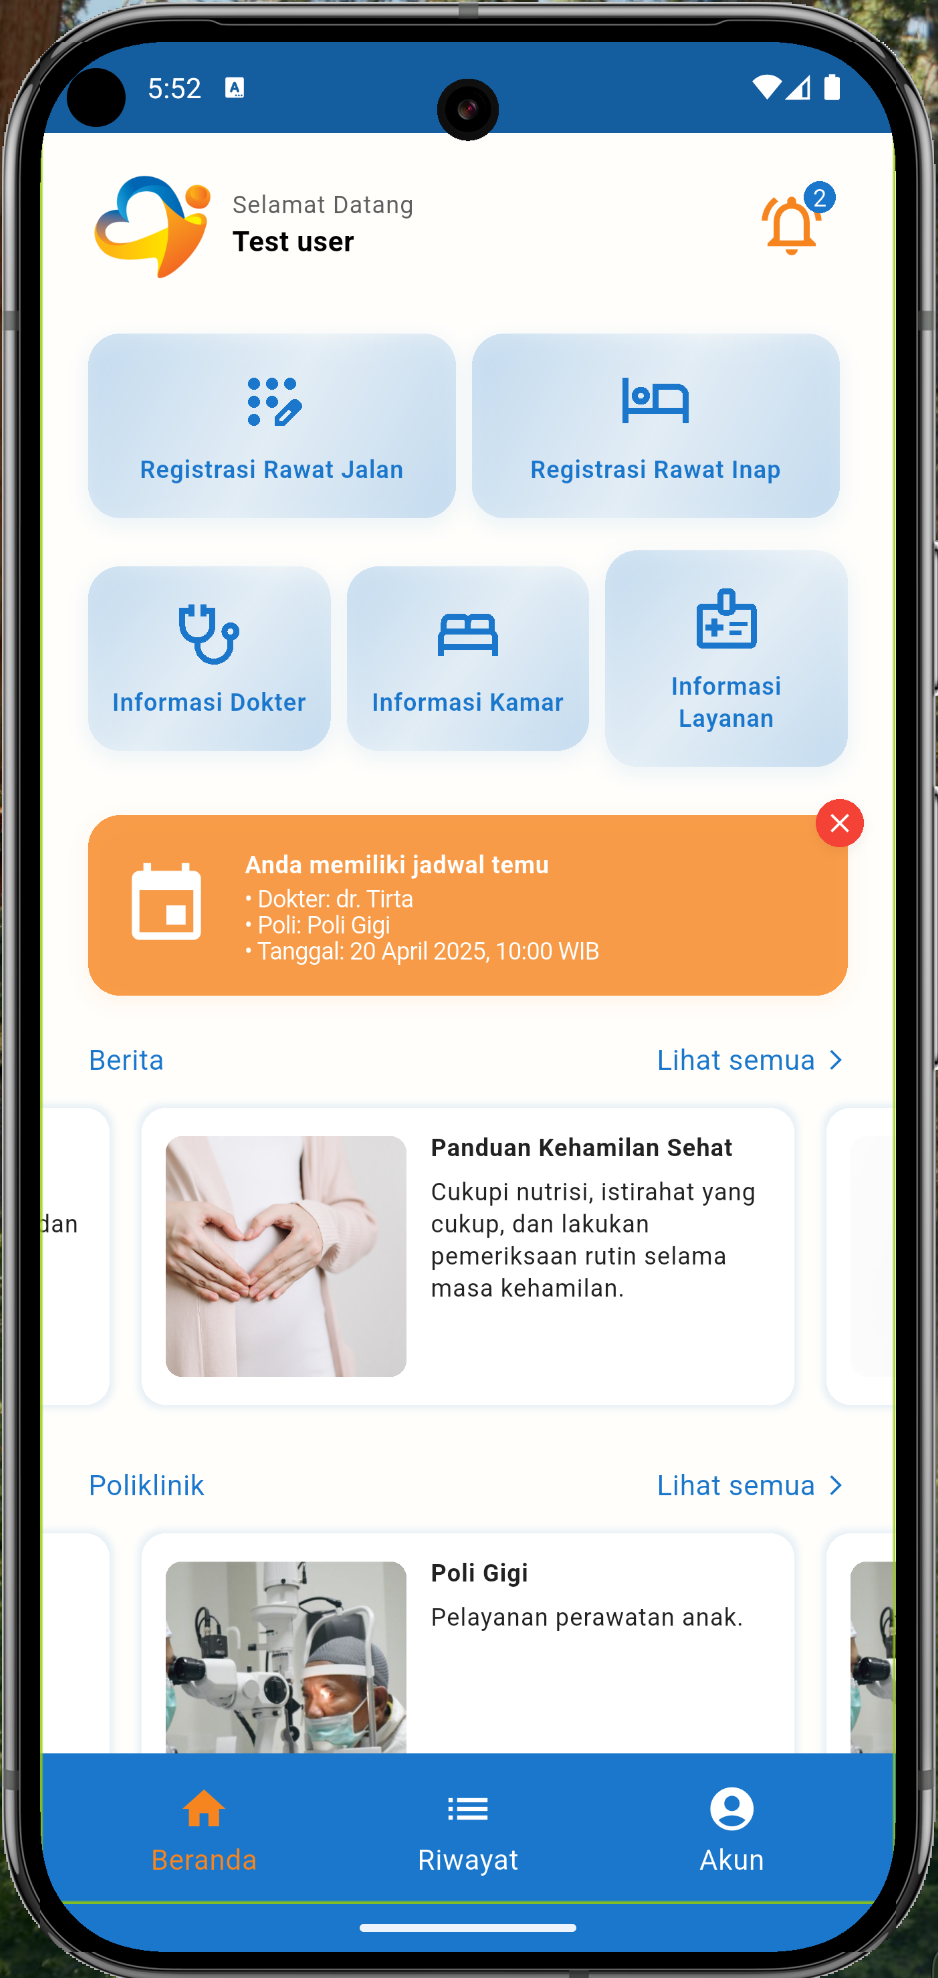 5:52
A
Selamat Datang
Test user
2
Registrasi Rawat Jalan
Registrasi Rawat Inap
Informasi Dokter
Informasi Kamar
Informasi
Layanan
Anda memiliki jadwal temu
• Dokter: dr. Tirta
• Poli: Poli Gigi
• Tanggal: 20 April 2025, 10:00 WIB
Berita
Lihat semua
dan
Panduan Kehamilan Sehat
Cukupi nutrisi, istirahat yang
cukup, dan lakukan
pemeriksaan rutin selama
masa kehamilan.
Poliklinik
Lihat semua
Poli Gigi
Pelayanan perawatan anak.
Beranda
Riwayat
Akun